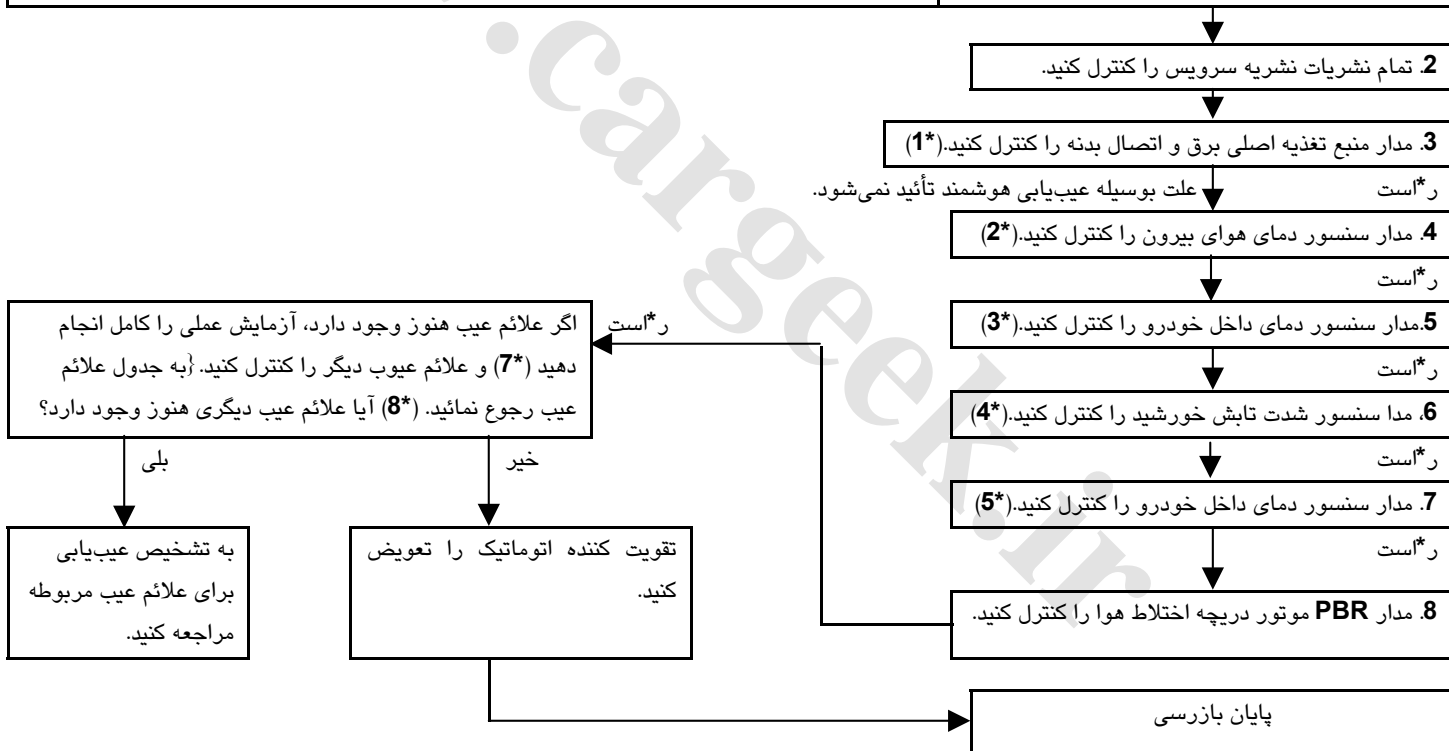 2. تمام نشریات نشریه سرویس را کنترل کنید.
3. مدار منبع تغذیه اصلی برق و اتصال بدنه را کنترل کنید.(*1)
ر*است
علت بوسیله عیب‌یابی هوشمند تأئید نمی‌شود.
4. مدار سنسور دمای هوای بیرون را کنترل کنید.(*2)
ر*است
5.مدار سنسور دمای داخل خودرو را کنترل کنید.(*3)
ر*است
6، مدا سنسور شدت تابش خورشید را کنترل کنید.(*4)
ر*است
7. مدار سنسور دمای داخل خودرو را کنترل کنید.(*5)
ر*است
8. مدار PBR موتور دریچه اختلاط هوا را کنترل کنید.
ر*است
اگر علائم عیب هنوز وجود دارد، آزمایش عملی را کامل انجام
دهید (*7) و علائم عیوب دیگر را کنترل کنید. {به جدول علائم
عیب رجوع نمائید. (*8) آیا علائم عیب دیگری هنوز وجود دارد؟
خیر
بلی
تقویت کننده اتوماتیک را تعویض
کنید.
به تشخیص عیب‌یابی
برای علائم عیب مربوطه
مراجعه کنید.
پایان بازرسی
.cargeek.ir